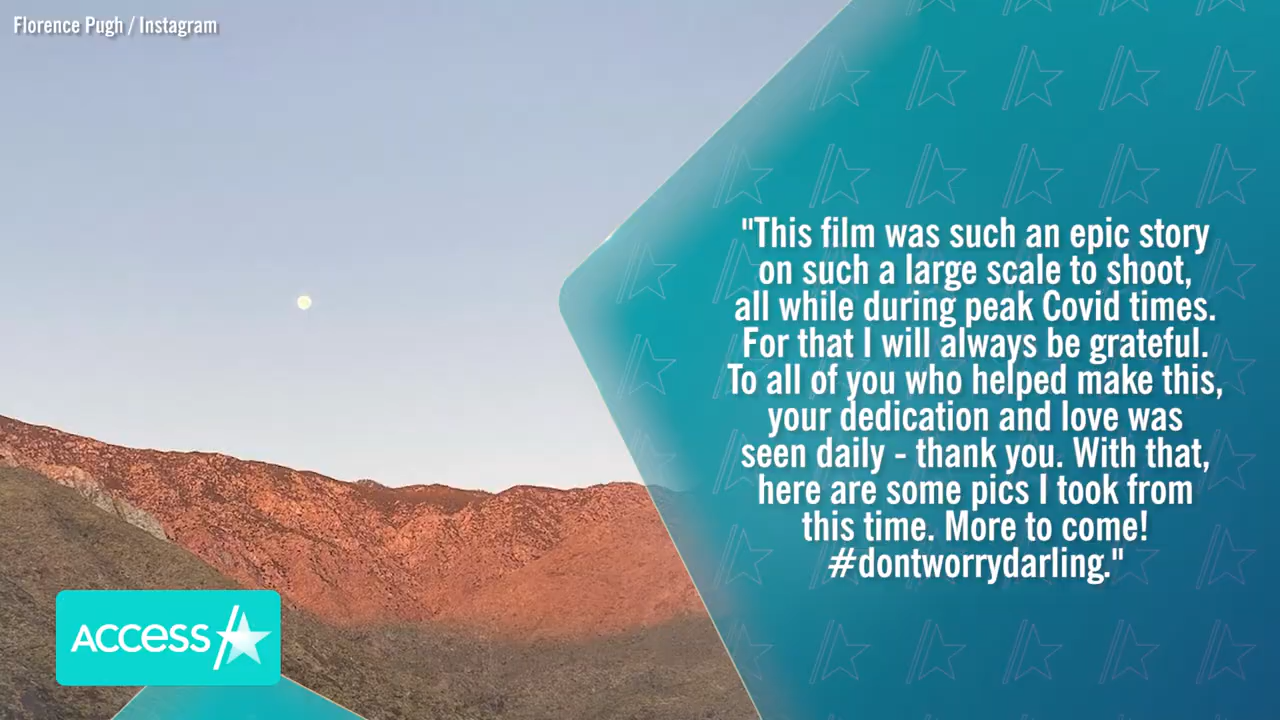 Florence Pugh / Instagram
"This film was such an epic story
on such a large scale to shoot,
all while during peak Covid times.
For that I will always be grateful.
To all of you who helped make this,
your dedication and love was
seen daily - thank you. With that,
here are some pics I took from
this time. More to come!
#dontworrydarling."
ACCESS